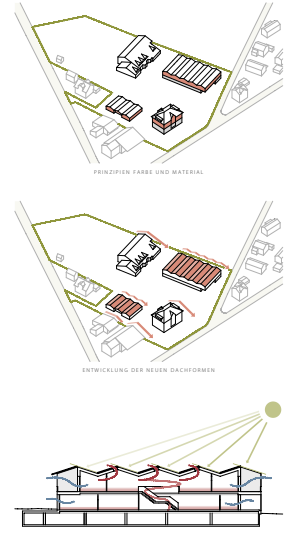 PRINZIPIEN FARBE UND MATERIAL
ENTWICKLUNG DER NEUEN DACHFORMEN